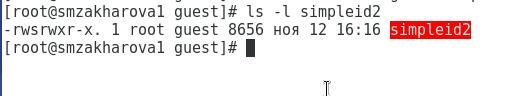 [root@smzakharova1 guest]# ls -l simpleid2
-rwsrwxr-x. 1 root guest 8656 ноя 12 16:16 simpleid2
[root@smzakharova1 guest]#